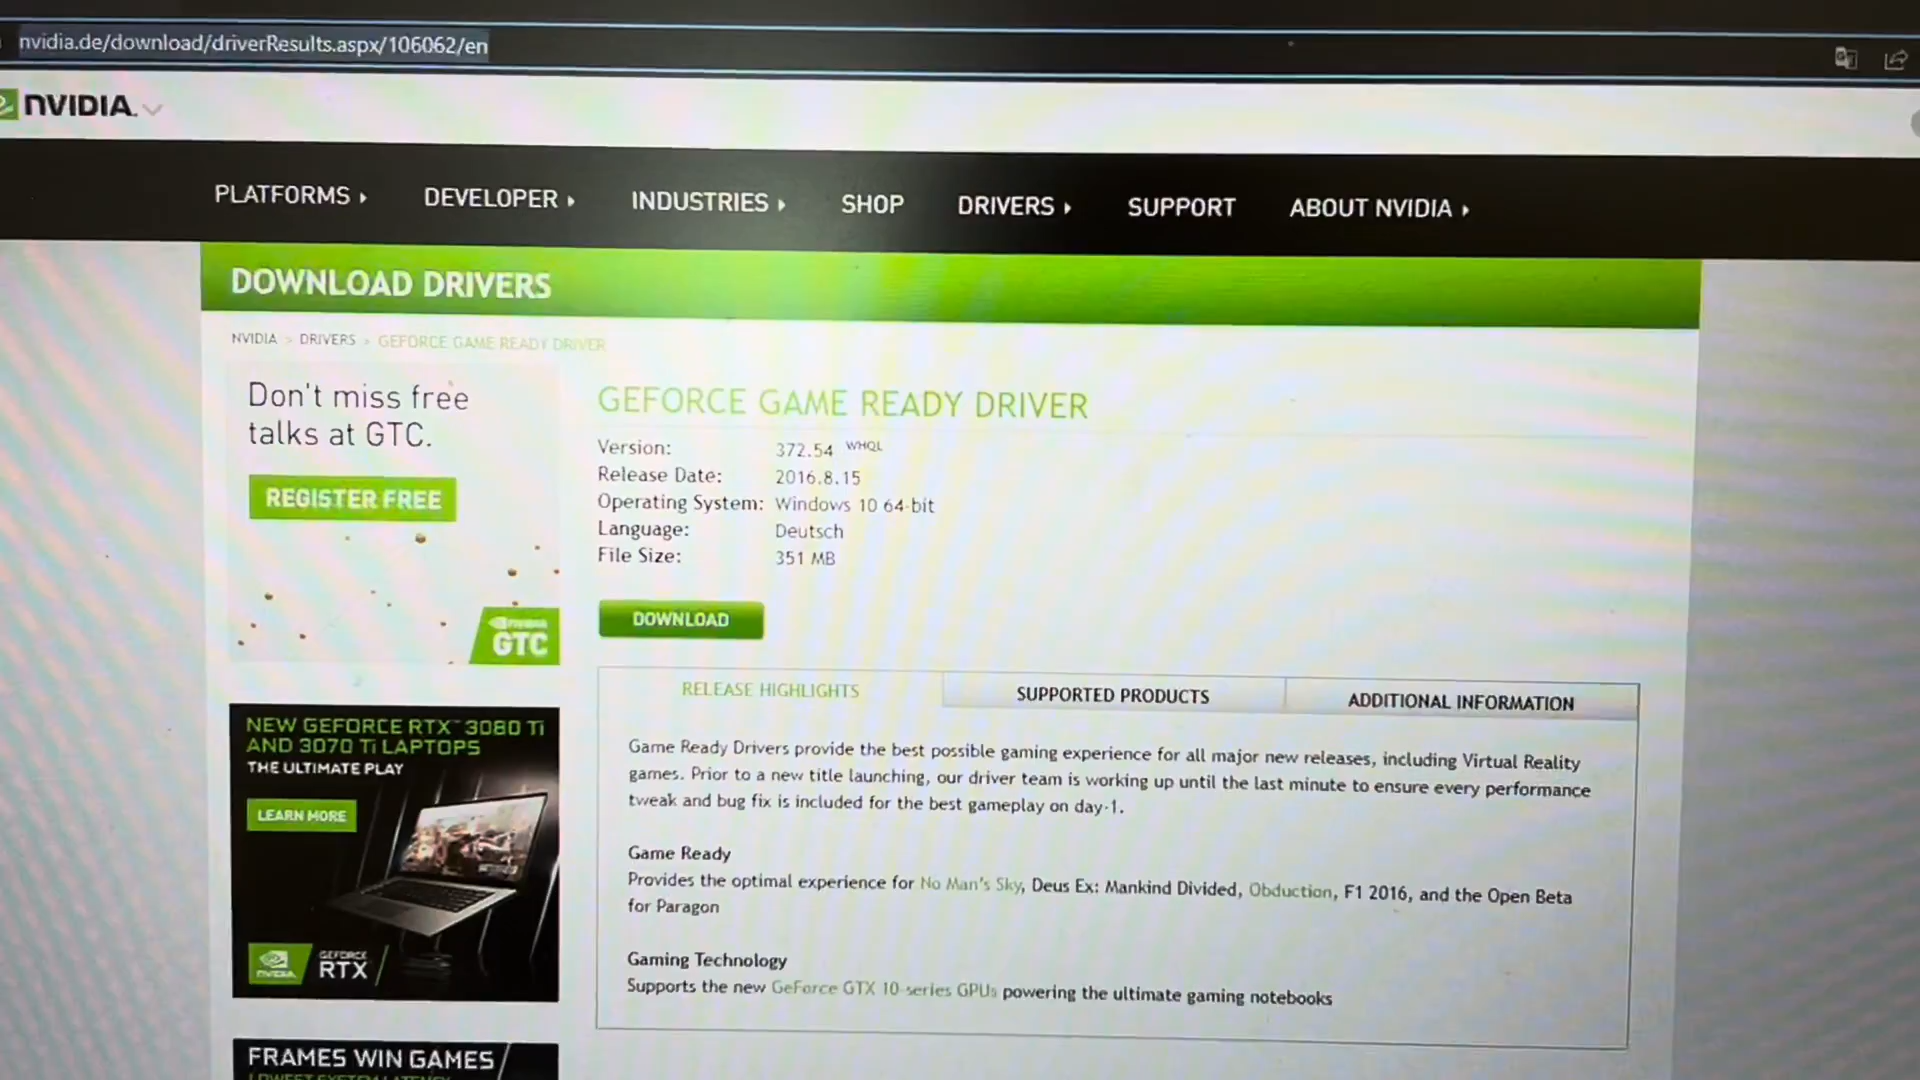 nvidia.de/download/driverResults.aspx/106062/en
NVIDIA.
PLATFORMS DEVELOPER INDUSTRIES SHOP DRIVERS SUPPORT ABOUT NVIDIA
DOWNLOAD DRIVERS
NVIDIA > DRIVERS > GEFORCE GAME READY DRIVER
Don't miss free
talks at GTC.
REGISTER FREE
NVIDIA
GTC
GEFORCE GAME READY DRIVER
Version: 372.54 WHQL
Release Date: 2016.8.15
Operating System: Windows 10 64-bit
Language: Deutsch
File Size: 351 MB
DOWNLOAD
RELEASE HIGHLIGHTS SUPPORTED PRODUCTS ADDITIONAL INFORMATION
Game Ready Drivers provide the best possible gaming experience for all major new releases, including Virtual Reality
games. Prior to a new title launching, our driver team is working up until the last minute to ensure every performance
tweak and bug fix is included for the best gameplay on day-1.
Game Ready
Provides the optimal experience for No Man's Sky, Deus Ex: Mankind Divided, Obduction, F1 2016, and the Open Beta
for Paragon
Gaming Technology
Supports the new GeForce GTX 10-series GPUs powering the ultimate gaming notebooks
NEW GEFORCE RTX™ 3080 Ti
AND 3070 Ti LAPTOPS
THE ULTIMATE PLAY
LEARN MORE
NVIDIA
GEFORCE
RTX
FRAMES WIN GAMES
LOWEST SYSTEM LATENCY